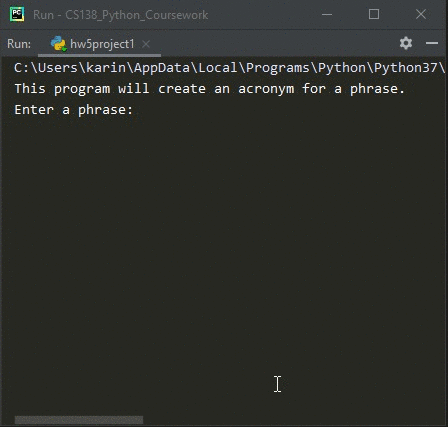 PC
Run - CS138_Python_Coursework
Run: hw5project1
C:\Users\karin\AppData\Local\Programs\Python\Python37\
This program will create an acronym for a phrase.
Enter a phrase: